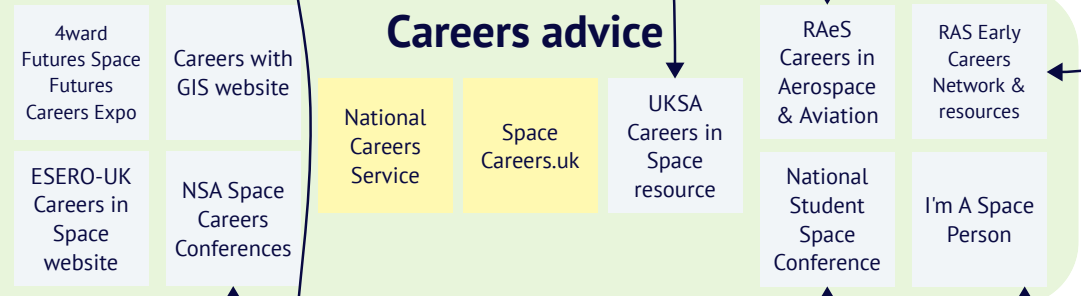 Careers advice
4ward
Futures Space
Futures
Careers Expo
Careers with
GIS website
National
Careers
Service
Space
Careers.uk
UKSA
Careers in
Space
resource
RAeS
Careers in
Aerospace
& Aviation
RAS Early
Careers
Network &
resources
ESERO-UK
Careers in
Space
website
NSA Space
Careers
Conferences
National
Student
Space
Conference
I'm A Space
Person